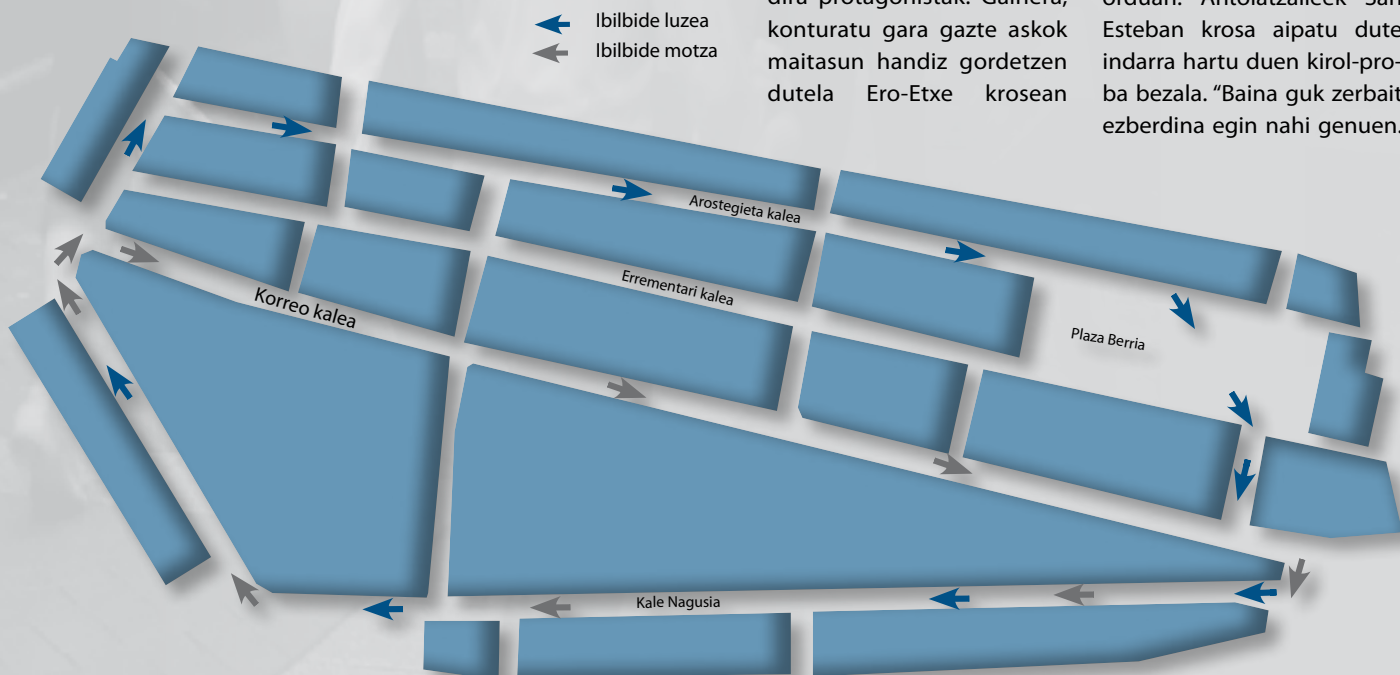 Ibilbide luzea
Ibilbide motza
dira protagonistak. Gainera,
konturatu gara gazte askok
maitasun handiz gordetzen
dutela Ero-Etxe krosean
orduan. Antolatzaileek San
Esteban krosa aipatu dute
indarra hartu duen kirol-pro-
ba bezala. “Baina guk zerbait
ezberdina egin nahi genuen.
Arostegieta kalea
Errementari kalea
Korreo kalea
Plaza Berria
Kale Nagusia